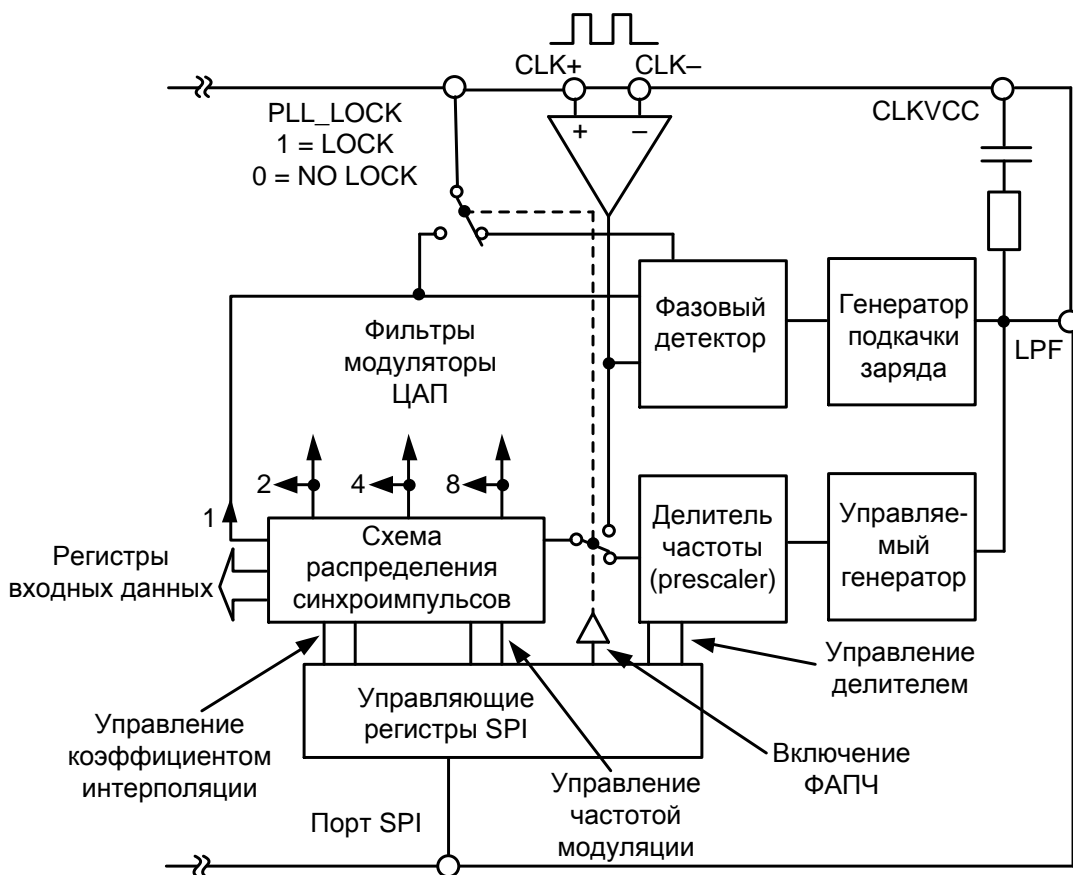 CLK+
CLK–
PLL_LOCK
1 = LOCK
0 = NO LOCK
CLKVCC
+
–
Фазовый
детектор
Генератор
подкачки
заряда
LPF
Фильтры
модуляторы
ЦАП
2
4
8
1
Схема
распределения
синхроимпульсов
Делитель
частоты
(prescaler)
Управляе-
мый
генератор
Регистры
входных данных
Управляющие
регистры SPI
Управление
делителем
Управление
коэффициентом
интерполяции
Включение
ФАПЧ
Управление
частотой
модуляции
Порт SPI